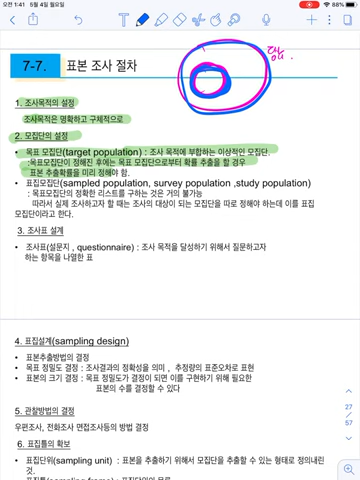 오후 1:41 5월 4일 월요일
83%
7-7. 표본 조사 절차
1. 조사목적의 설정
조사목적은 명확하고 구체적으로
2. 모집단의 설정
• 목표 모집단(target population) : 조사 목적에 부합하는 이상적인 모집단.
:목표모집단이 정해진 후에는 목표 모집단으로부터 확률 추출을 할 경우
표본 추출확률을 미리 정해야 함.
• 표집모집단(sampled population, survey population ,study population)
: 목표모집단의 정확한 리스트를 구하는 것은 거의 불가능
따라서 실제 조사하고자 할 때는 조사의 대상이 되는 모집단을 따로 정해야 하는데 이를 표집
모집단이라고 한다.
3. 조사표 설계
• 조사표(설문지 , questionnaire) : 조사 목적을 달성하기 위해서 질문하고자
하는 항목을 나열한 표
4. 표집설계(sampling design)
• 표본추출방법의 결정
• 목표 정밀도 결정 : 조사결과의 정확성을 의미 , 추정량의 표준오차로 표현
• 표본의 크기 결정 : 목표 정밀도가 결정이 되면 이를 구현하기 위해 필요한
표본의 수를 결정할 수 있다
5. 관찰방법의 결정
우편조사, 전화조사 면접조사등의 방법 결정
27
/
57
6. 표집틀의 확보
• 표집단위(sampling unit) : 표본을 추출하기 위해서 모집단을 추출할 수 있는 형태로 정의내린
것.